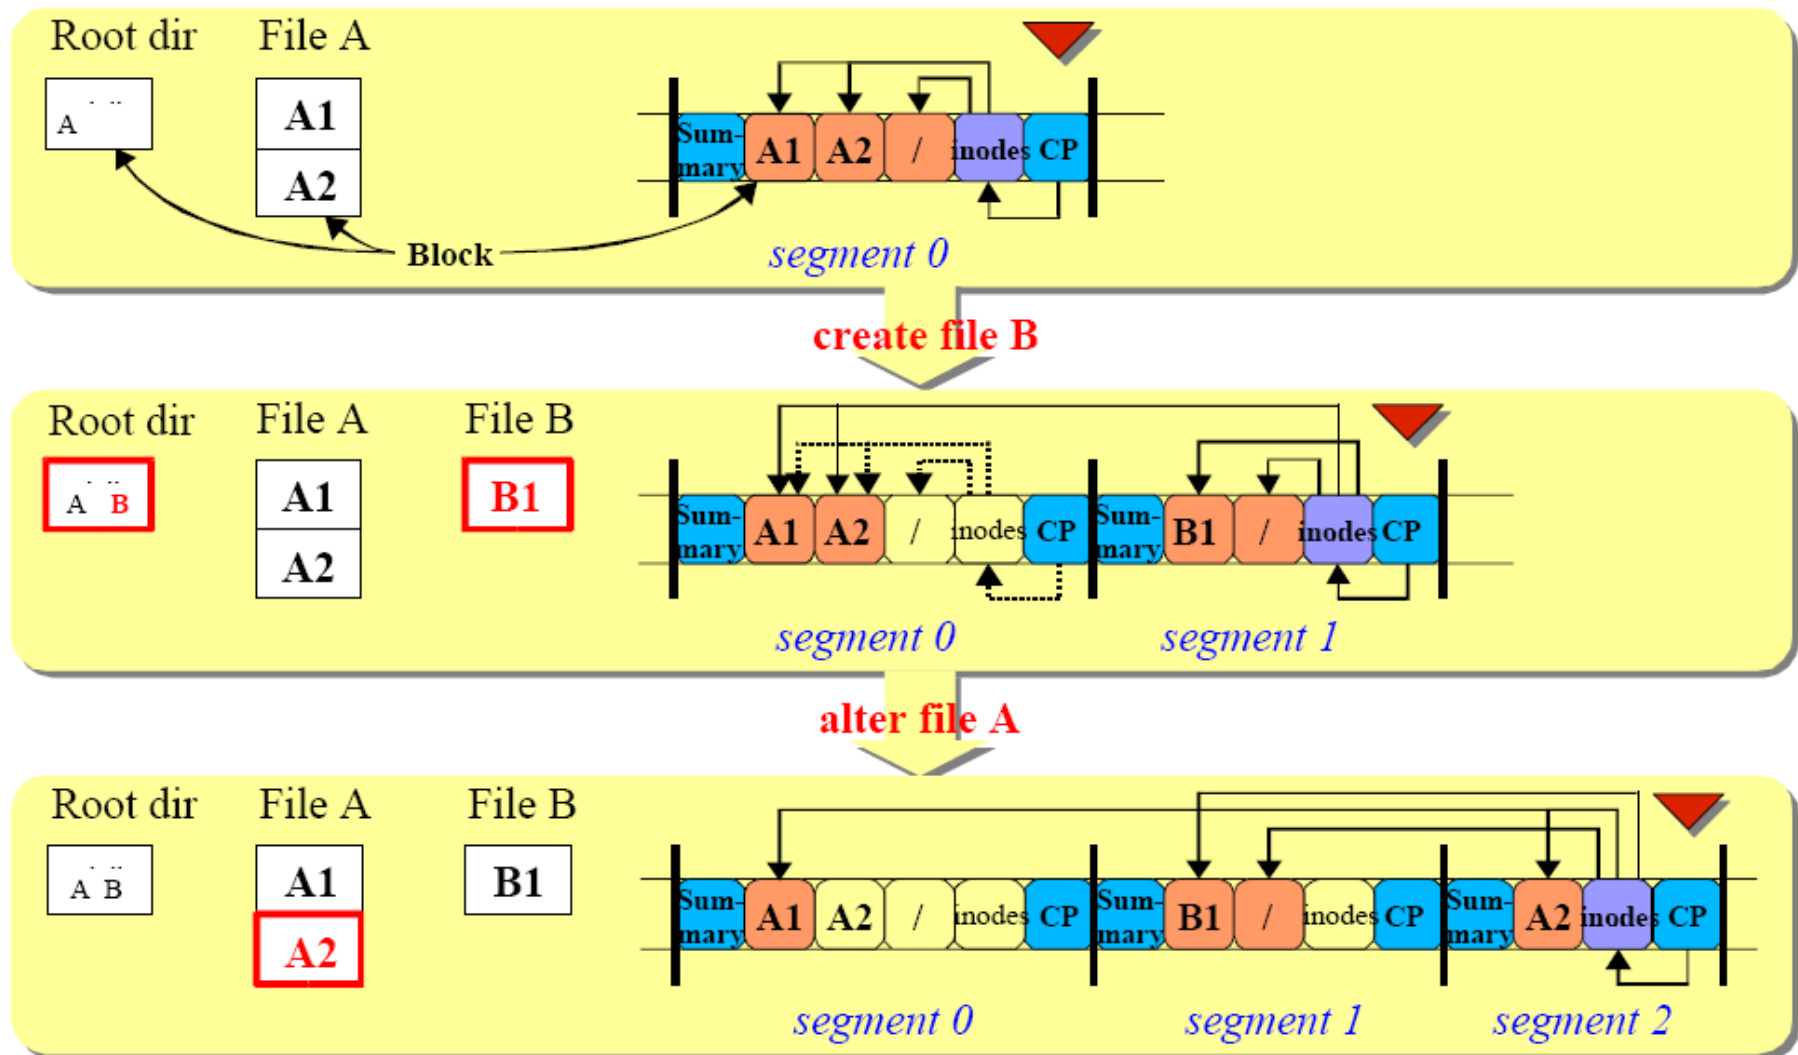 Root dir File A
A . ..
A1
A2
Sum-
mary A1 A2 / inodes CP
Block
segment 0
create file B
Root dir File A File B
A . .. B
A1
A2
B1
Sum-
mary A1 A2 / inodes CP Sum-
mary B1 / inodes CP
segment 0 segment 1
alter file A
Root dir File A File B
A . .. B
A1
A2
B1
Sum-
mary A1 A2 / inodes CP Sum-
mary B1 / inodes CP Sum-
mary A2 inodes CP
segment 0 segment 1 segment 2